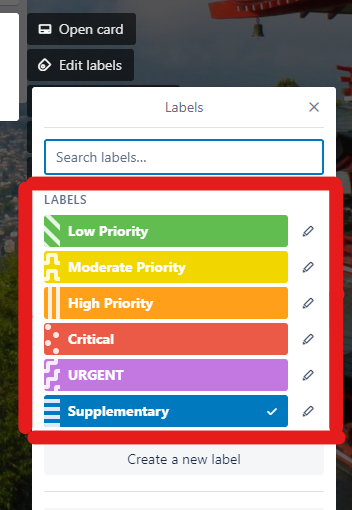 Open card
Edit labels
Labels
Search labels...
LABELS
Low Priority
Moderate Priority
High Priority
Critical
URGENT
Supplementary
Create a new label